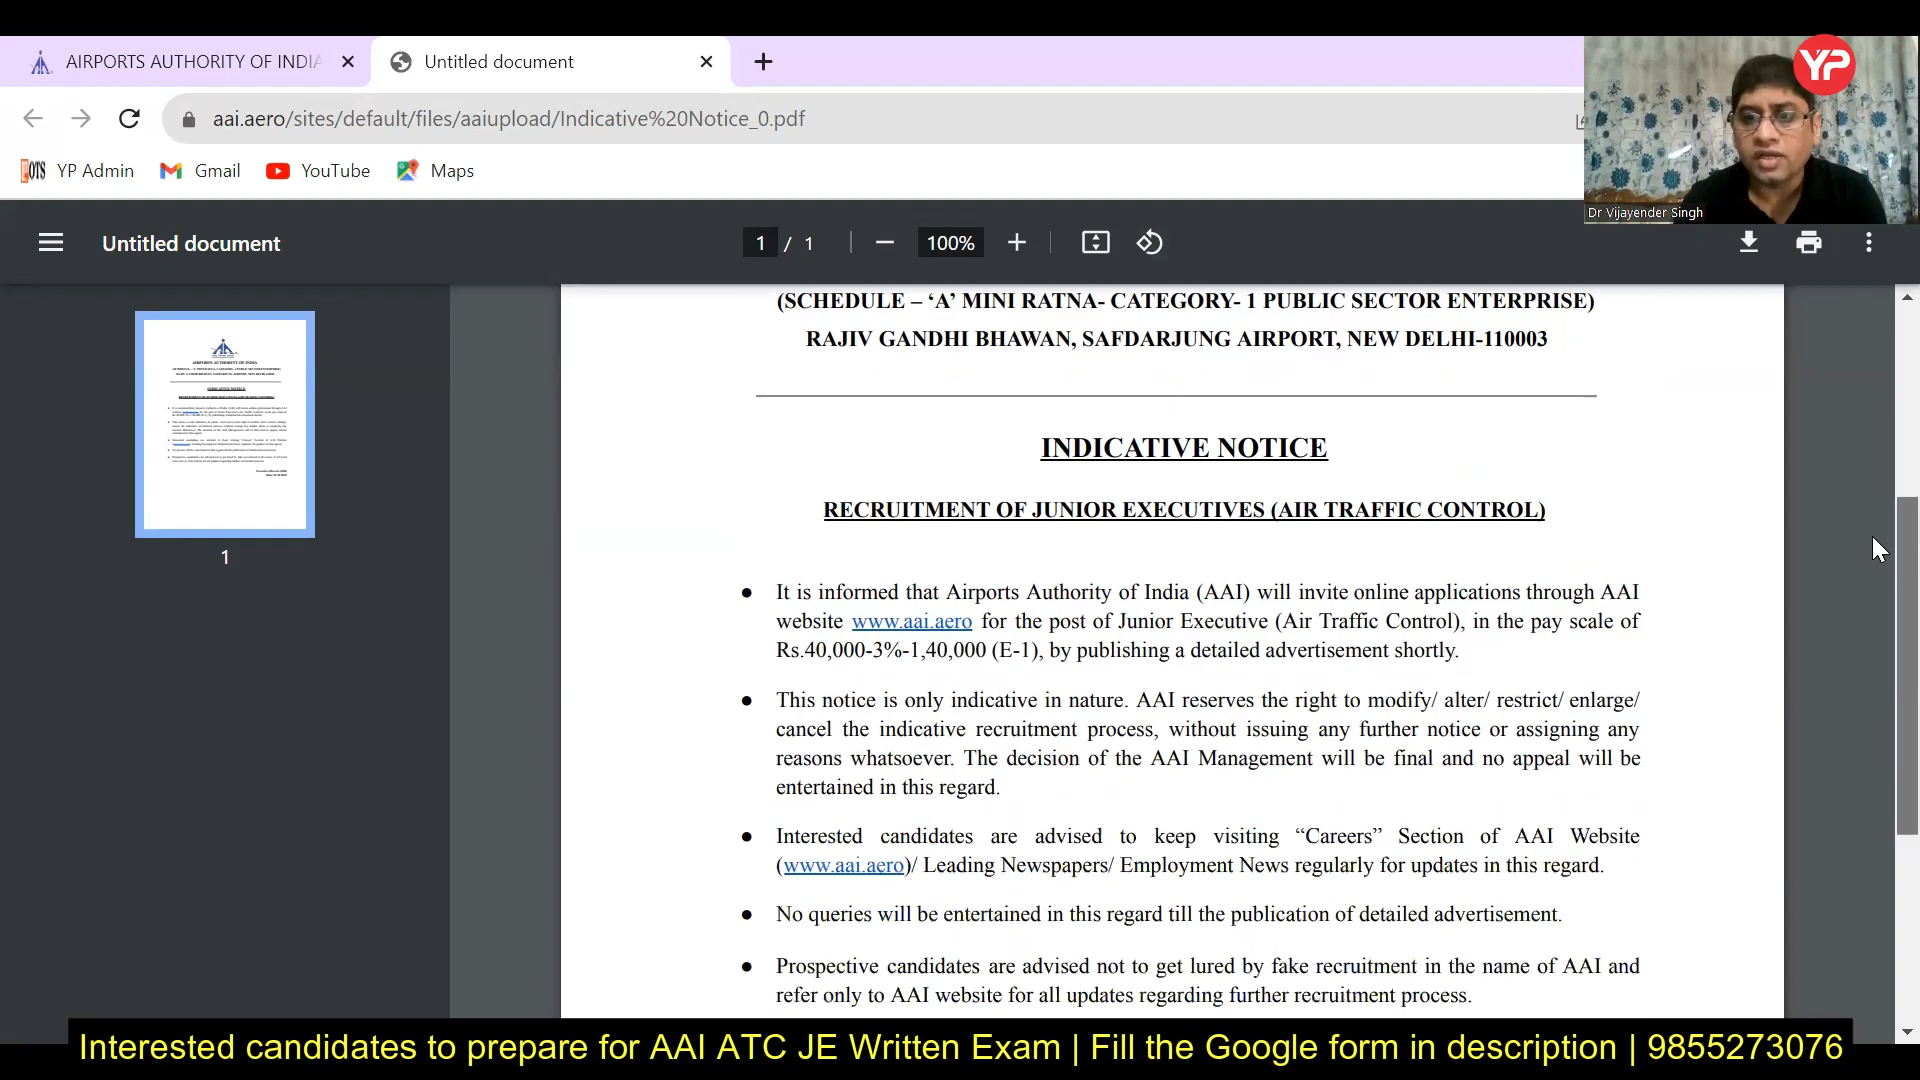 AIRPORTS AUTHORITY OF INDIA
Untitled document
YP
aai.aero/sites/default/files/aaiupload/Indicative%20Notice_0.pdf
OTS YP Admin
Gmail
YouTube
Maps
Dr Vijayender Singh
Untitled document
1 / 1
100%
(SCHEDULE – ‘A’ MINI RATNA- CATEGORY- 1 PUBLIC SECTOR ENTERPRISE)
RAJIV GANDHI BHAWAN, SAFDARJUNG AIRPORT, NEW DELHI-110003
INDICATIVE NOTICE
RECRUITMENT OF JUNIOR EXECUTIVES (AIR TRAFFIC CONTROL)
● It is informed that Airports Authority of India (AAI) will invite online applications through AAI
website www.aai.aero for the post of Junior Executive (Air Traffic Control), in the pay scale of
Rs.40,000-3%-1,40,000 (E-1), by publishing a detailed advertisement shortly.
● This notice is only indicative in nature. AAI reserves the right to modify/ alter/ restrict/ enlarge/
cancel the indicative recruitment process, without issuing any further notice or assigning any
reasons whatsoever. The decision of the AAI Management will be final and no appeal will be
entertained in this regard.
● Interested candidates are advised to keep visiting “Careers” Section of AAI Website
(www.aai.aero)/ Leading Newspapers/ Employment News regularly for updates in this regard.
● No queries will be entertained in this regard till the publication of detailed advertisement.
● Prospective candidates are advised not to get lured by fake recruitment in the name of AAI and
refer only to AAI website for all updates regarding further recruitment process.
1
Interested candidates to prepare for AAI ATC JE Written Exam | Fill the Google form in description | 9855273076